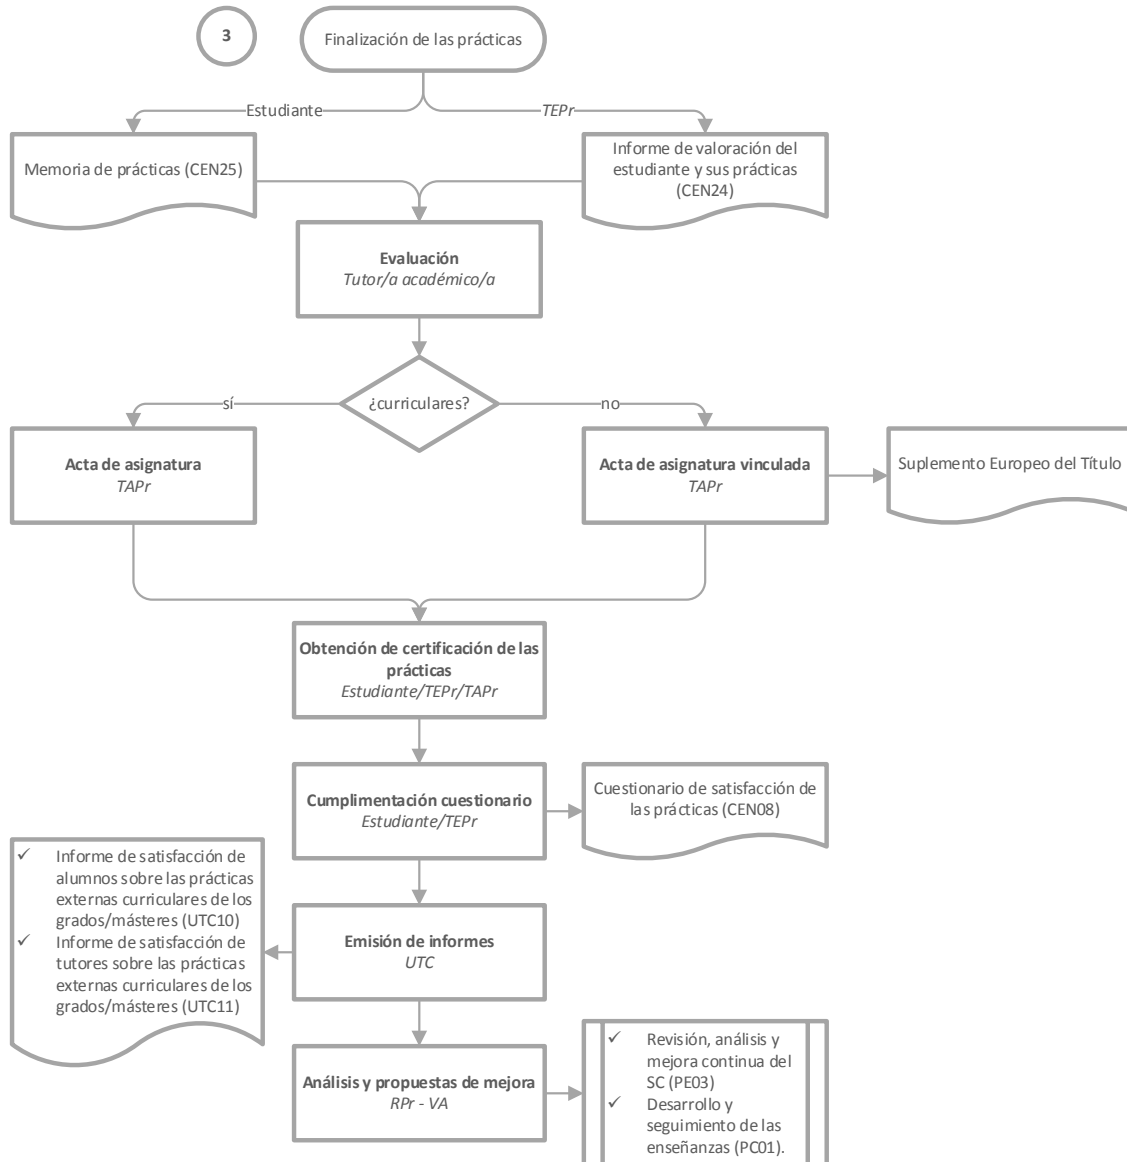 3
Finalización de las prácticas
Estudiante
TEPr
Memoria de prácticas (CEN25)
Informe de valoración del
estudiante y sus prácticas
(CEN24)
Evaluación
Tutor/a académico/a
¿curriculares?
sí
no
Acta de asignatura
TAPr
Acta de asignatura vinculada
TAPr
Suplemento Europeo del Título
Obtención de certificación de las
prácticas
Estudiante/TEPr/TAPr
Cumplimentación cuestionario
Estudiante/TEPr
Cuestionario de satisfacción de
las prácticas (CEN08)
✓ Informe de satisfacción de
alumnos sobre las prácticas
externas curriculares de los
grados/másteres (UTC10)
✓ Informe de satisfacción de
tutores sobre las prácticas
externas curriculares de los
grados/másteres (UTC11)
Emisión de informes
UTC
Análisis y propuestas de mejora
RPr - VA
✓ Revisión, análisis y
mejora continua del
SC (PE03)
✓ Desarrollo y
seguimiento de las
enseñanzas (PC01).